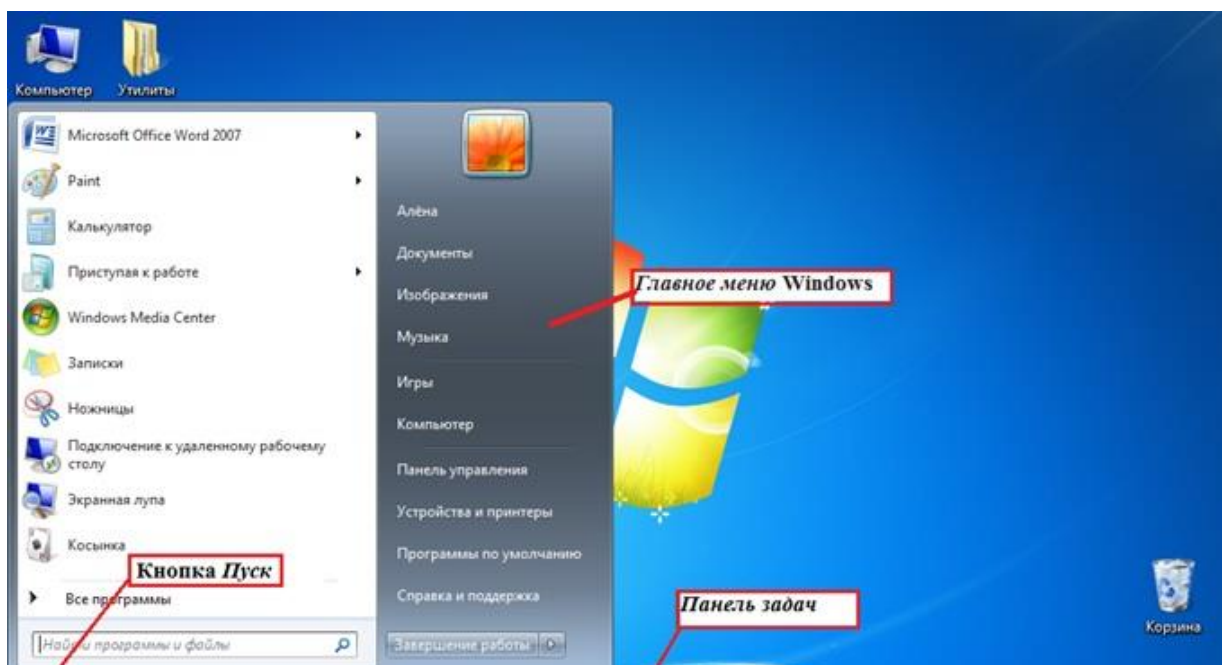 Компьютер
Утилиты
Microsoft Office Word 2007
Paint
Калькулятор
Приступая к работе
Windows Media Center
Записки
Ножницы
Подключение к удаленному рабочему
столу
Экранная лупа
Косынка
Кнопка Пуск
Все программы
Найти программы и файлы
Алёна
Документы
Изображения
Музыка
Игры
Компьютер
Панель управления
Устройства и принтеры
Программы по умолчанию
Справка и поддержка
Завершение работы
Главное меню Windows
Панель задач
Корзина